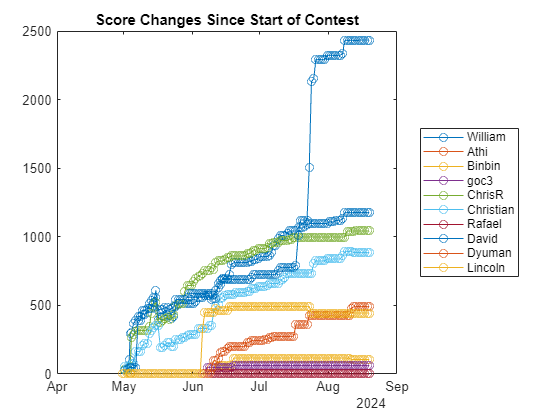 Score Changes Since Start of Contest
2500
2000
1500
1000
500
0
Apr May Jun Jul Aug Sep
2024
William
Athi
Binbin
goc3
ChrisR
Christian
Rafael
David
Dyuman
Lincoln